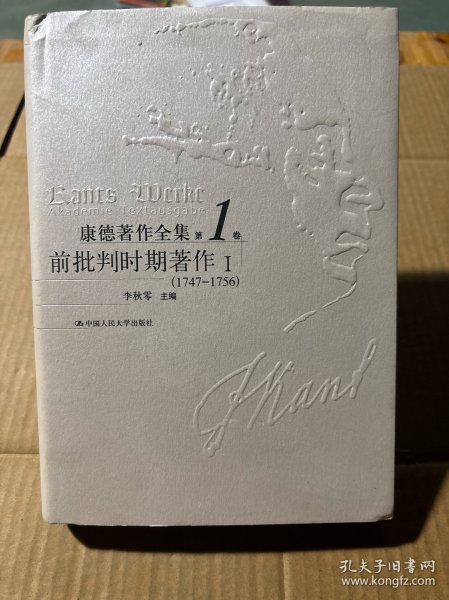 Kants Werke
Akademie Textausgabe
康德著作全集 第1卷
前批判时期著作 I
(1747-1756)
李秋零 主编
中国人民大学出版社
JKant
孔夫子旧书网
www.kongfz.com